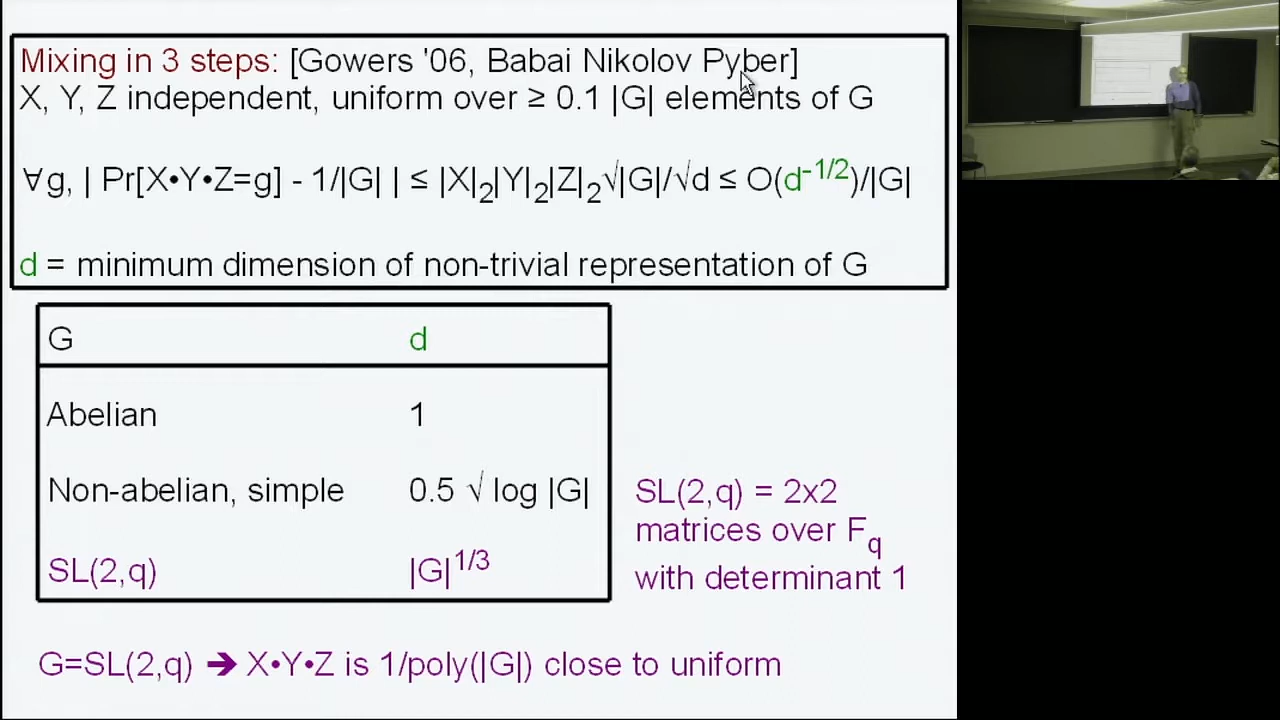 Mixing in 3 steps: [Gowers '06, Babai Nikolov Pyber]
X, Y, Z independent, uniform over ≥ 0.1 |G| elements of G
∀g, | Pr[X•Y•Z=g] - 1/|G| | ≤ |X|₂|Y|₂|Z|₂√|G|/√d ≤ O(d^-1/2)/|G|
d = minimum dimension of non-trivial representation of G
G d
Abelian 1
Non-abelian, simple 0.5 √ log |G|
SL(2,q) |G|^1/3
SL(2,q) = 2x2
matrices over F_q
with determinant 1
G=SL(2,q) ➔ X•Y•Z is 1/poly(|G|) close to uniform